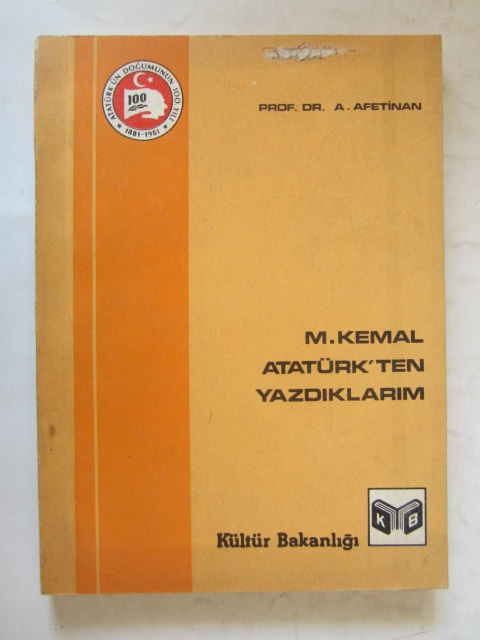 ATATÜRK'ÜN DOĞUMUNUN 100. YILI
100
★ 1881-1981 ★
PROF. DR. A. AFETİNAN
M. KEMAL
ATATÜRK'TEN
YAZDIKLARIM
K B
Kültür Bakanlığı